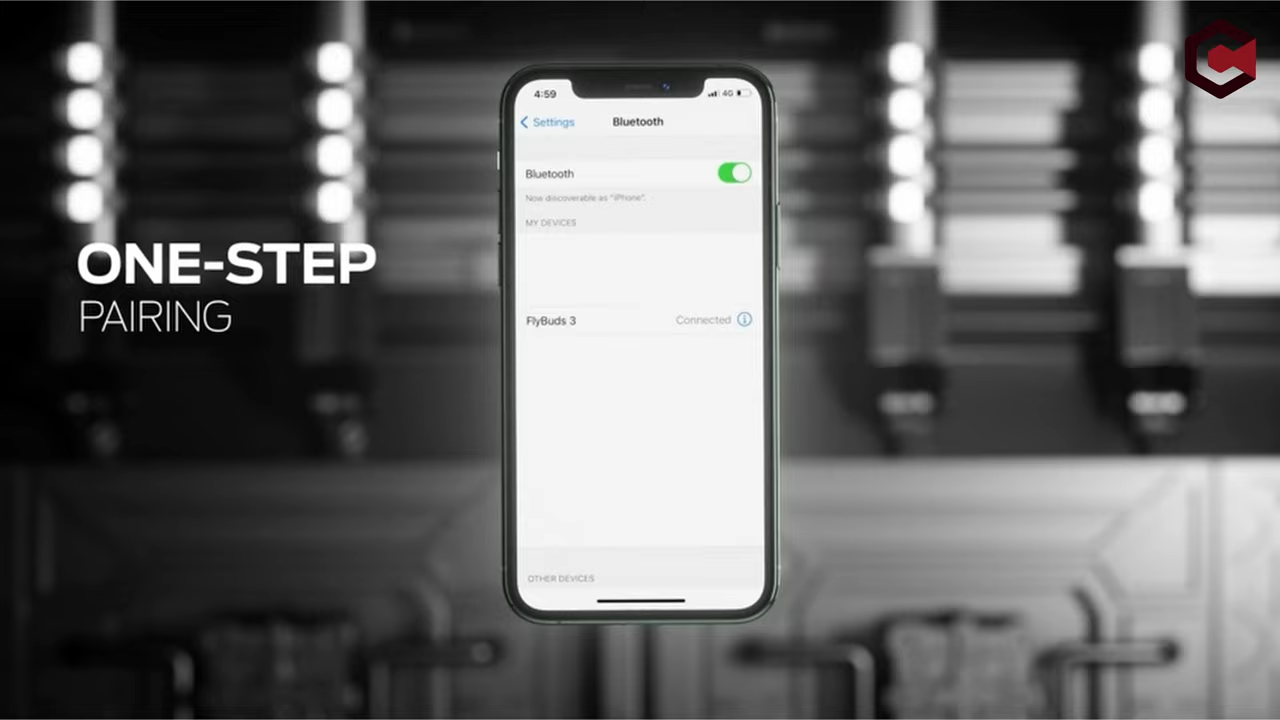 ONE-STEP
PAIRING
4:59
4G
Settings
Bluetooth
Bluetooth
Now discoverable as "iPhone".
MY DEVICES
FlyBuds 3
Connected
OTHER DEVICES